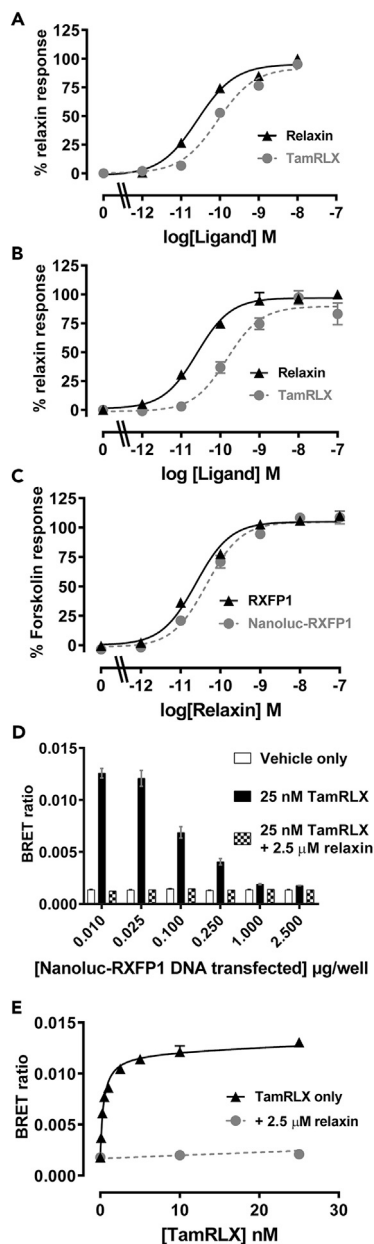 A
% relaxin response
125
100
75
50
25
0
Relaxin
TamRLX
0 -12 -11 -10 -9 -8 -7
log[Ligand] M
B
% relaxin response
125
100
75
50
25
0
Relaxin
TamRLX
0 -12 -11 -10 -9 -8 -7
log [Ligand] M
C
% Forskolin response
125
100
75
50
25
0
RXFP1
Nanoluc-RXFP1
0 -12 -11 -10 -9 -8 -7
log[Relaxin] M
D
BRET ratio
0.015
0.010
0.005
0.000
Vehicle only
25 nM TamRLX
25 nM TamRLX
+ 2.5 μM relaxin
0.010 0.025 0.100 0.250 1.000 2.500
[Nanoluc-RXFP1 DNA transfected] μg/well
E
BRET ratio
0.015
0.010
0.005
0.000
TamRLX only
+ 2.5 μM relaxin
0 10 20 30
[TamRLX] nM